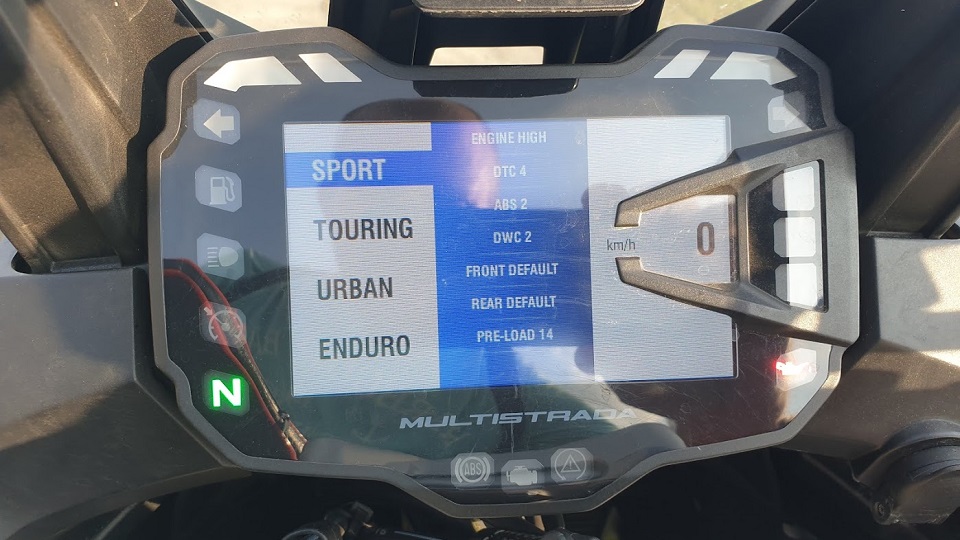 SPORT
TOURING
URBAN
ENDURO
ENGINE HIGH
DTC 4
ABS 2
DWC 2
FRONT DEFAULT
REAR DEFAULT
PRE-LOAD 14
km/h
0
N
MULTISTRADA
ABS